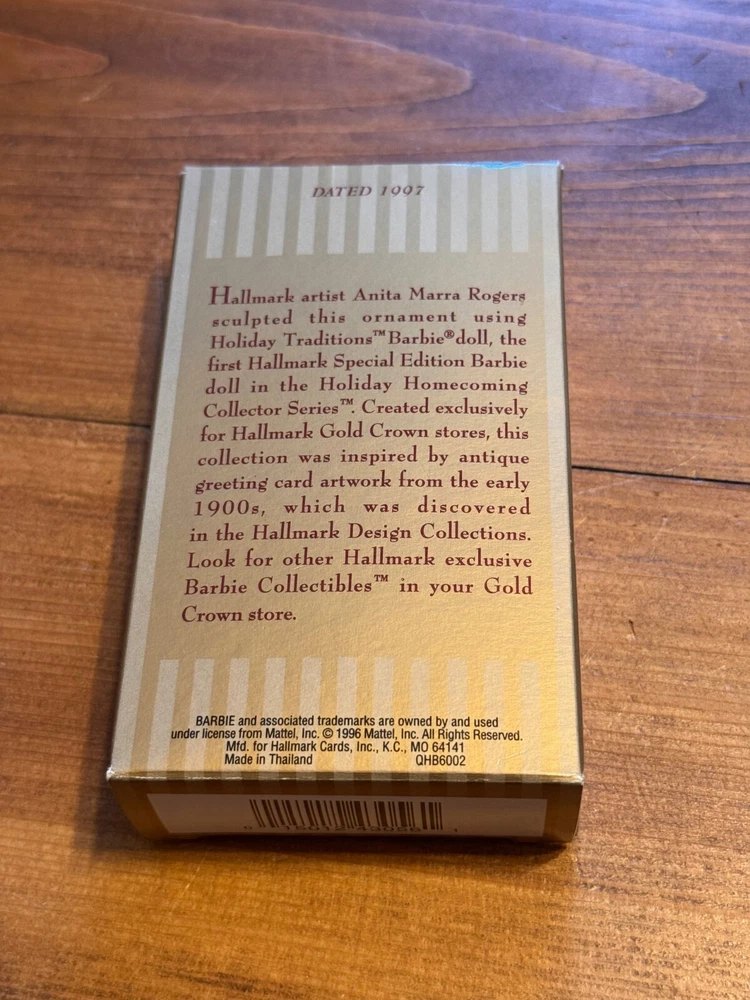 DATED 1997
Hallmark artist Anita Marra Rogers
sculpted this ornament using
Holiday Traditions™ Barbie® doll, the
first Hallmark Special Edition Barbie
doll in the Holiday Homecoming
Collector Series™. Created exclusively
for Hallmark Gold Crown stores, this
collection was inspired by antique
greeting card artwork from the early
1900s, which was discovered
in the Hallmark Design Collections.
Look for other Hallmark exclusive
Barbie Collectibles™ in your Gold
Crown store.
BARBIE and associated trademarks are owned by and used
under license from Mattel, Inc. © 1996 Mattel, Inc. All Rights Reserved.
Mfd. for Hallmark Cards, Inc., K.C., MO 64141
Made in Thailand QHB6002